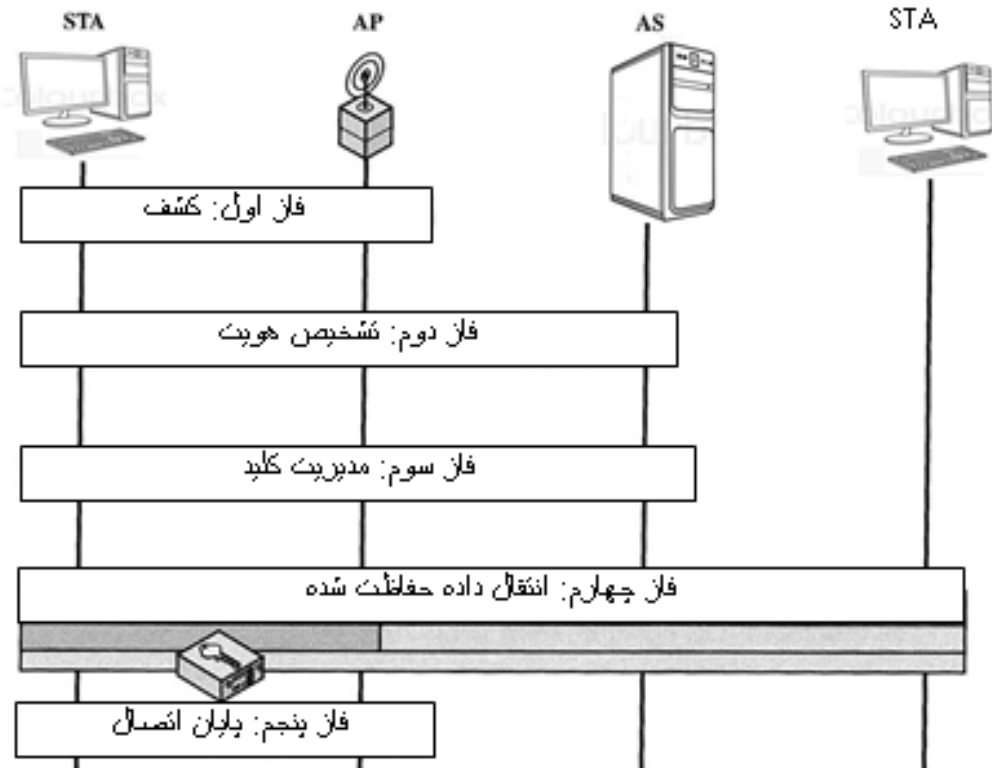 STA
AP
AS
STA
فاز اول: کشف
فاز دوم: تشخیص هویت
فاز سوم: مدیریت کلید
فاز چهارم: انتقال داده حفاظت شده
فاز پنجم: پایان اتصال